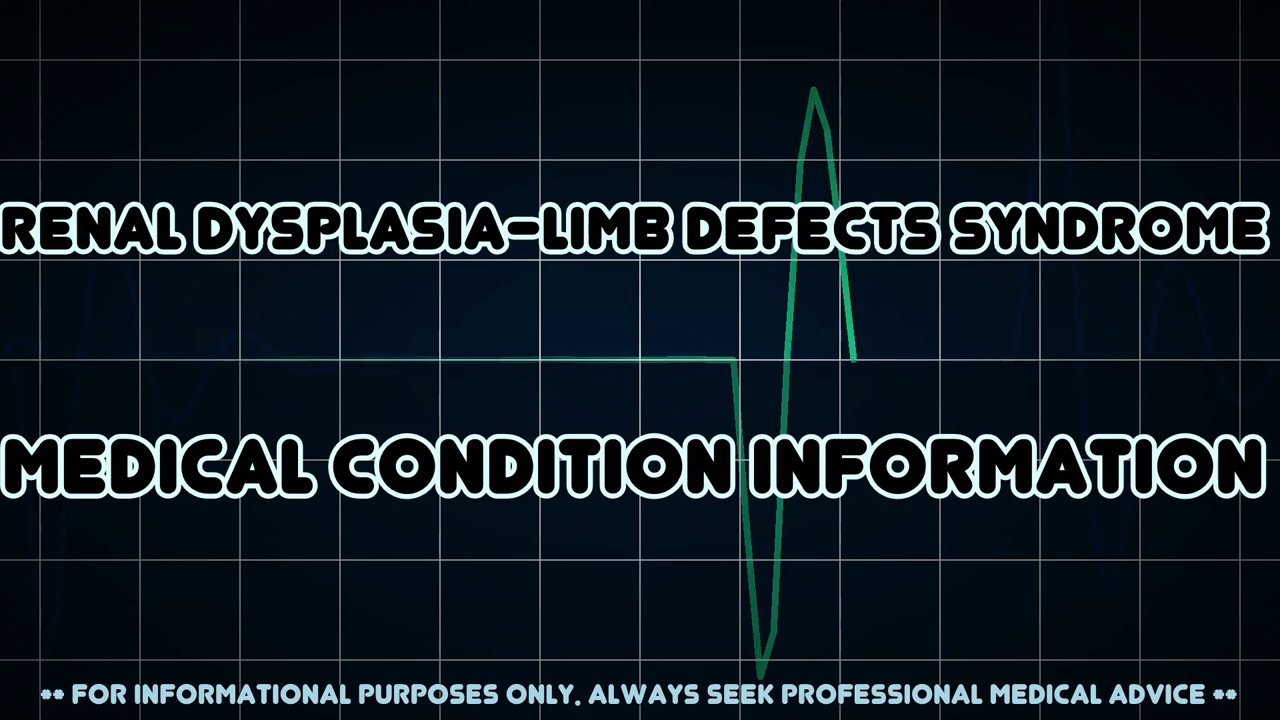 RENAL DYSPLASIA-LIMB DEFECTS SYNDROME
MEDICAL CONDITION INFORMATION
** FOR INFORMATIONAL PURPOSES ONLY. ALWAYS SEEK PROFESSIONAL MEDICAL ADVICE **